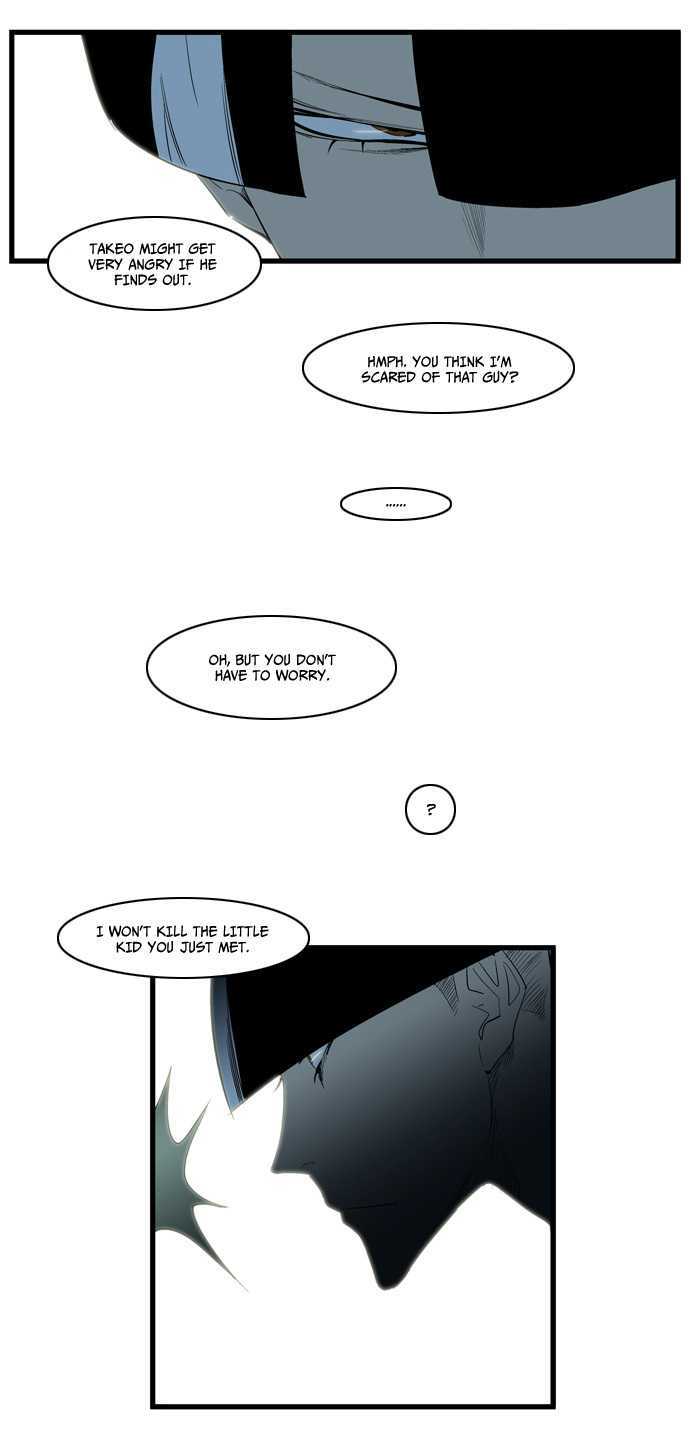 TAKEO MIGHT GET
VERY ANGRY IF HE
FINDS OUT.
HMPH. YOU THINK I'M
SCARED OF THAT GUY?
......
OH, BUT YOU DON'T
HAVE TO WORRY.
?
I WON'T KILL THE LITTLE
KID YOU JUST MET.